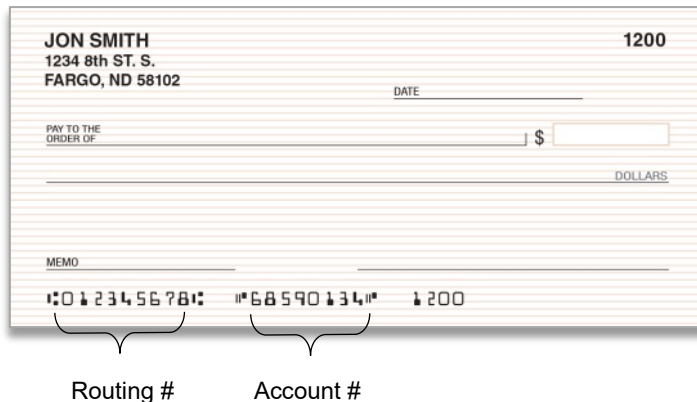 JON SMITH 1200
1234 8th ST. S.
FARGO, ND 58102
DATE
PAY TO THE
ORDER OF $
DOLLARS
MEMO
⑆012345678⑆ ⑈68590134⑈ 1200
Routing # Account #